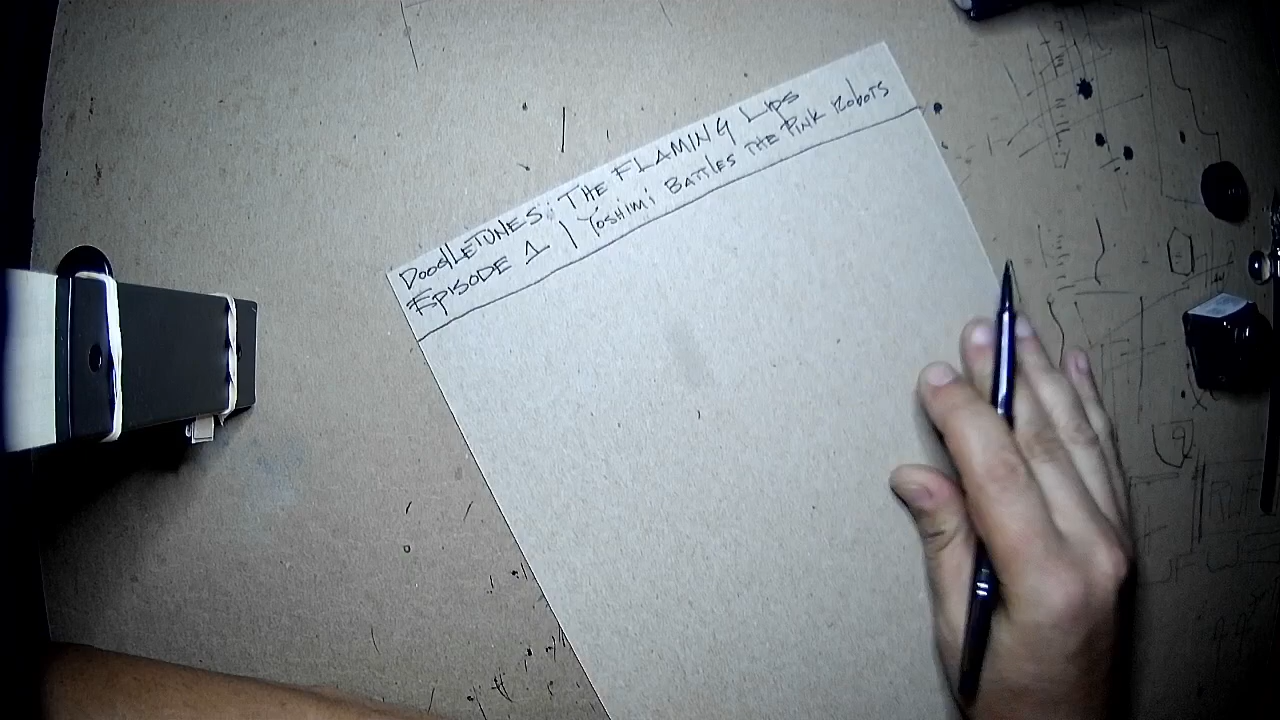 DoodLETUNES: THE FLAMING LIPS
EPISODE 1 | YOSHIMI BATTLES THE PINK ROBOTS